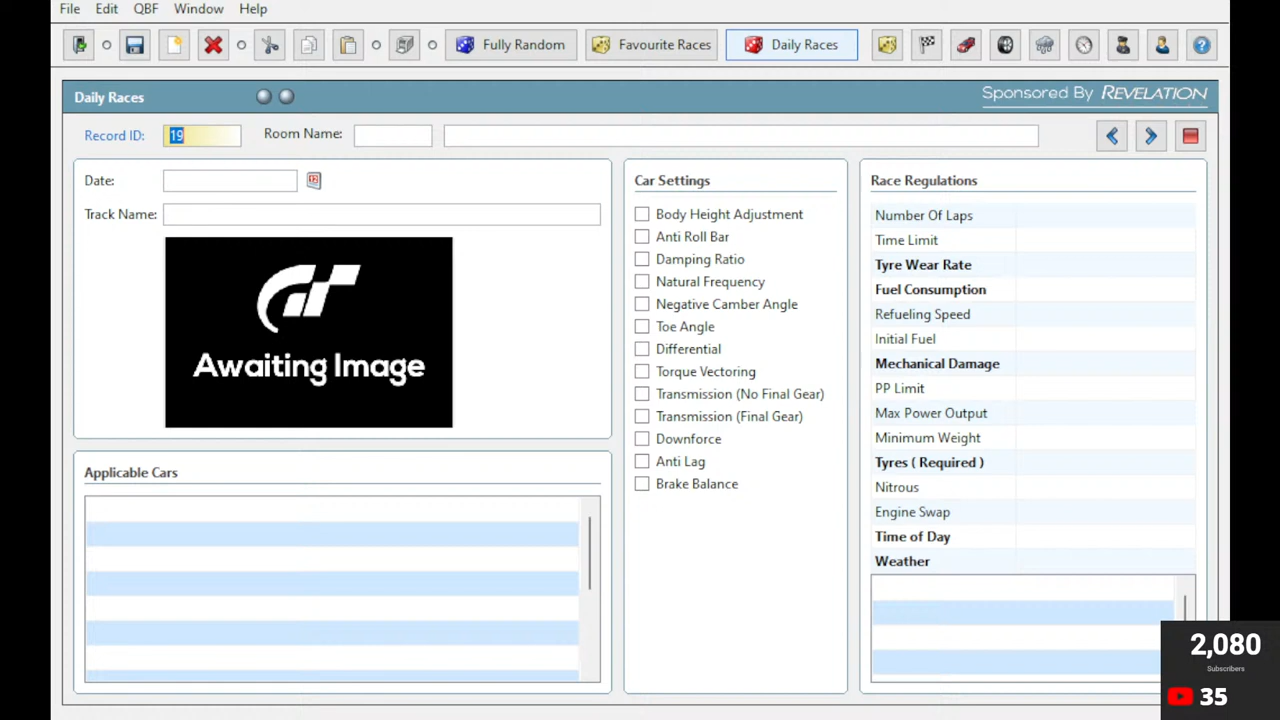 File Edit QBF Window Help
Fully Random Favourite Races Daily Races
Daily Races
Sponsored By REVELATION
Record ID: 19 Room Name:
Date:
Track Name:
Awaiting Image
Applicable Cars
Car Settings
Body Height Adjustment
Anti Roll Bar
Damping Ratio
Natural Frequency
Negative Camber Angle
Toe Angle
Differential
Torque Vectoring
Transmission (No Final Gear)
Transmission (Final Gear)
Downforce
Anti Lag
Brake Balance
Race Regulations
Number Of Laps
Time Limit
Tyre Wear Rate
Fuel Consumption
Refueling Speed
Initial Fuel
Mechanical Damage
PP Limit
Max Power Output
Minimum Weight
Tyres ( Required )
Nitrous
Engine Swap
Time of Day
Weather
2,080
Subscribers
35